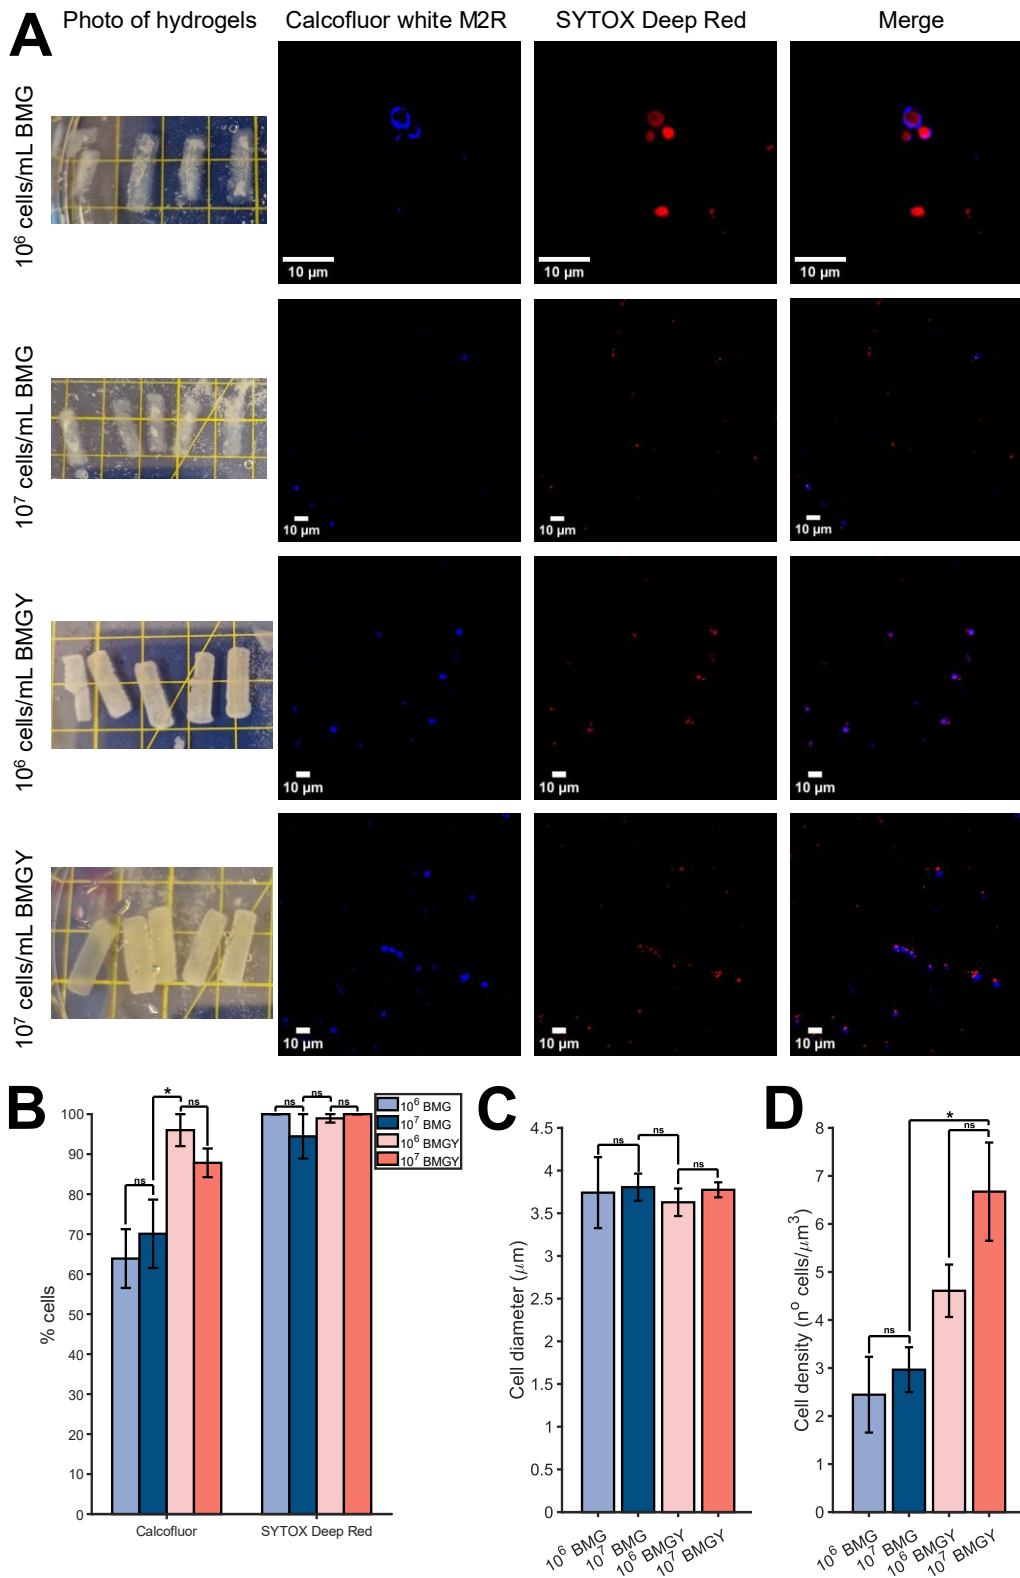 A
Photo of hydrogels
Calcofluor white M2R
SYTOX Deep Red
Merge
10⁶ cells/mL BMG
10 µm
10 µm
10 µm
10⁷ cells/mL BMG
10 µm
10 µm
10 µm
10⁶ cells/mL BMGY
10 µm
10 µm
10 µm
10⁷ cells/mL BMGY
10 µm
10 µm
10 µm
B
% cells
100
90
80
70
60
50
40
30
20
10
0
ns
*
ns
ns
ns
ns
10⁶ BMG
10⁷ BMG
10⁶ BMGY
10⁷ BMGY
Calcofluor
SYTOX Deep Red
C
Cell diameter (µm)
4.5
4
3.5
3
2.5
2
1.5
1
0.5
0
ns
ns
ns
10⁶ BMG
10⁷ BMG
10⁶ BMGY
10⁷ BMGY
D
Cell density (n° cells/µm³)
8
7
6
5
4
3
2
1
0
ns
*
ns
10⁶ BMG
10⁷ BMG
10⁶ BMGY
10⁷ BMGY